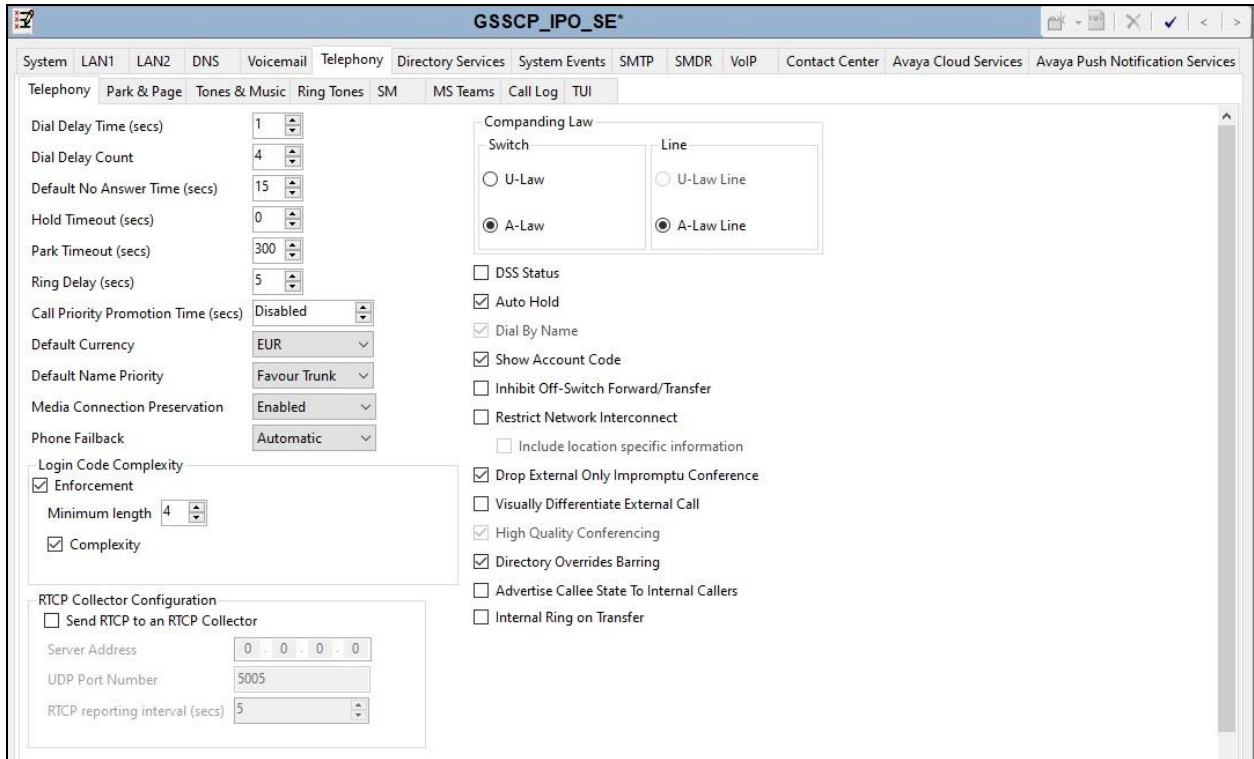 GSSCP_IPO_SE*
System LAN1 LAN2 DNS Voicemail Telephony Directory Services System Events SMTP SMDR VoIP Contact Center Avaya Cloud Services Avaya Push Notification Services
Telephony Park & Page Tones & Music Ring Tones SM MS Teams Call Log TUI
Dial Delay Time (secs) 1
Dial Delay Count 4
Default No Answer Time (secs) 15
Hold Timeout (secs) 0
Park Timeout (secs) 300
Ring Delay (secs) 5
Call Priority Promotion Time (secs) Disabled
Default Currency EUR
Default Name Priority Favour Trunk
Media Connection Preservation Enabled
Phone Failback Automatic
Login Code Complexity
Enforcement
Minimum length 4
Complexity
RTCP Collector Configuration
Send RTCP to an RTCP Collector
Server Address 0 . 0 . 0 . 0
UDP Port Number 5005
RTCP reporting interval (secs) 5
Companding Law
Switch Line
U-Law U-Law Line
A-Law A-Law Line
DSS Status
Auto Hold
Dial By Name
Show Account Code
Inhibit Off-Switch Forward/Transfer
Restrict Network Interconnect
Include location specific information
Drop External Only Impromptu Conference
Visually Differentiate External Call
High Quality Conferencing
Directory Overrides Barring
Advertise Callee State To Internal Callers
Internal Ring on Transfer